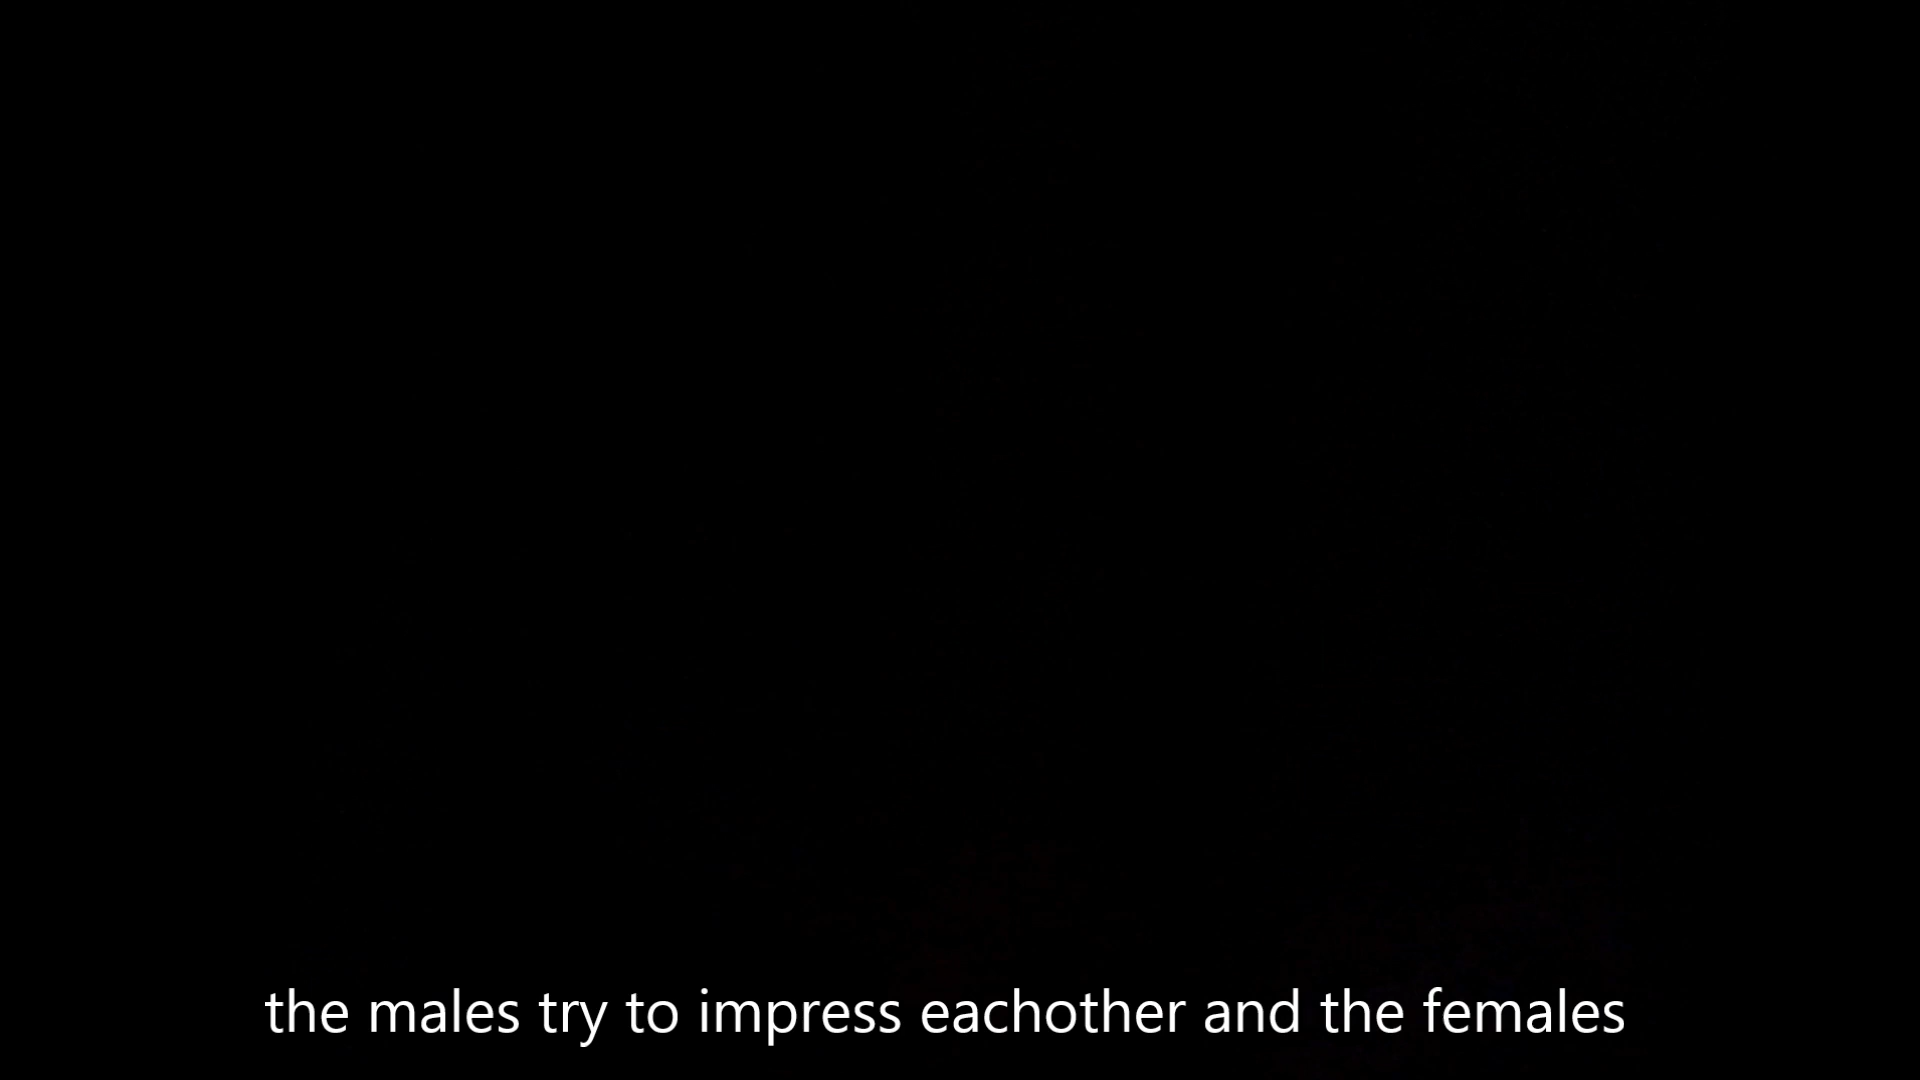 the males try to impress eachother and the females